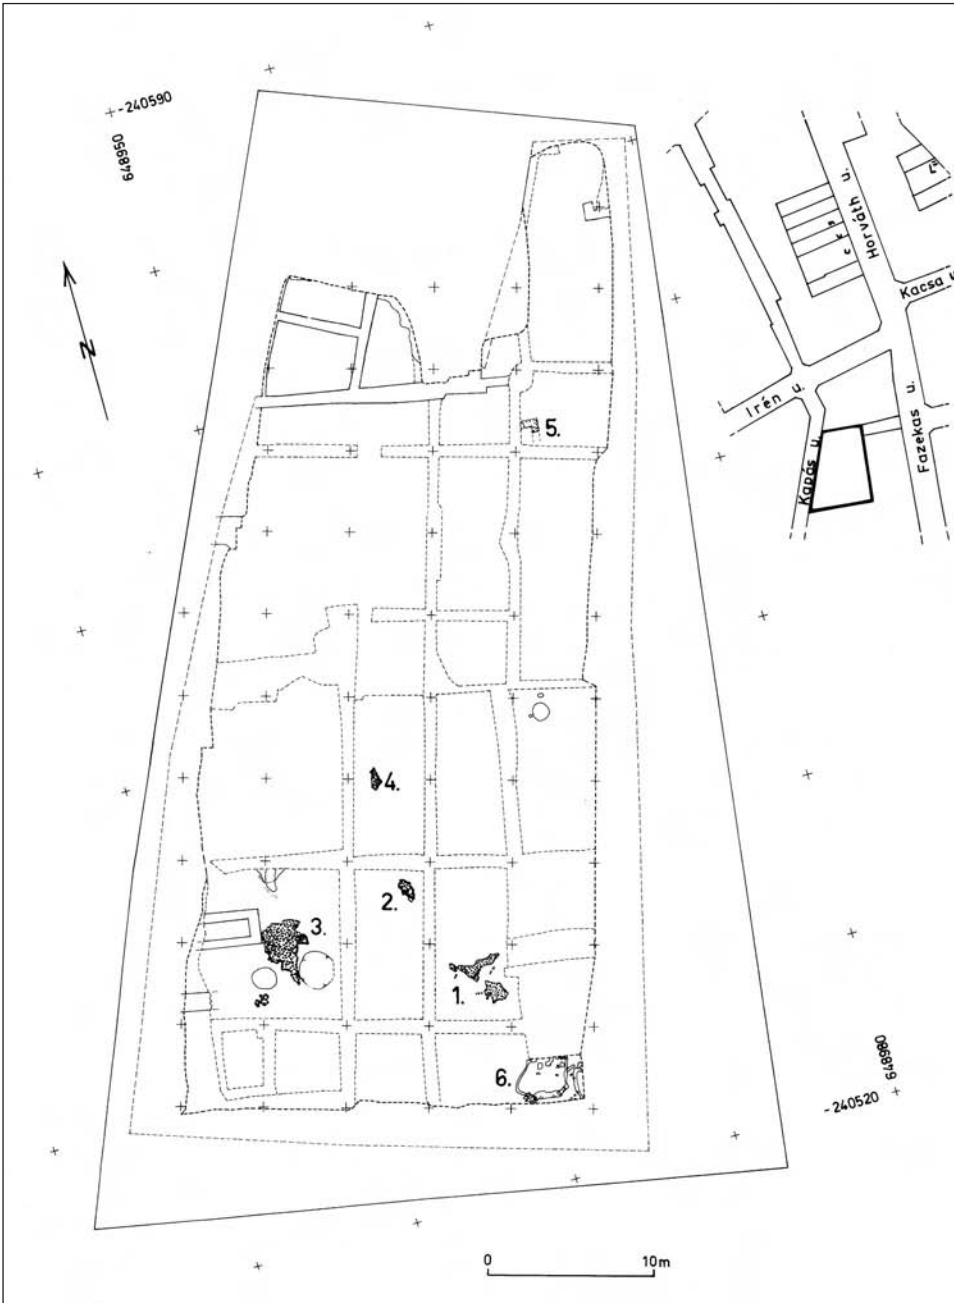 -240590
648950
N
Horváth u.
Kacsa u.
Irén u.
Kapás u.
Fazekas u.
5.
4.
2.
3.
1.
6.
648980
-240520
0 10m